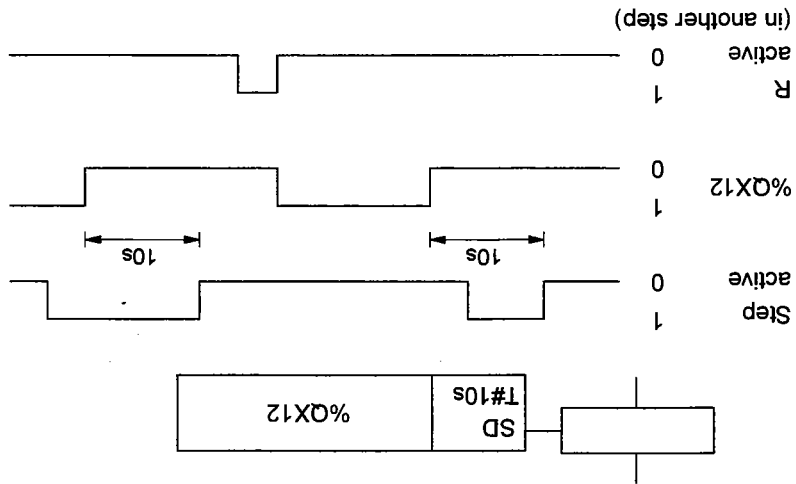 SD
T#10s
%QX12
Step
active
1
0
10s
10s
%QX12
1
0
R
active
1
0
(in another step)